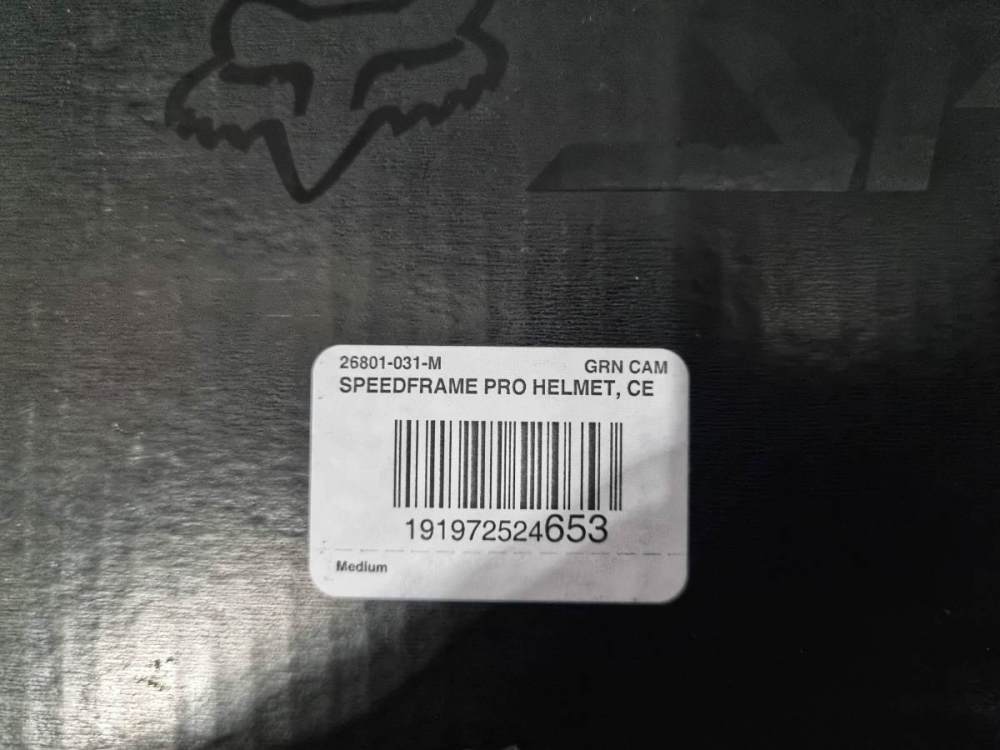 26801-031-M GRN CAM
SPEEDFRAME PRO HELMET, CE
191972524653
Medium